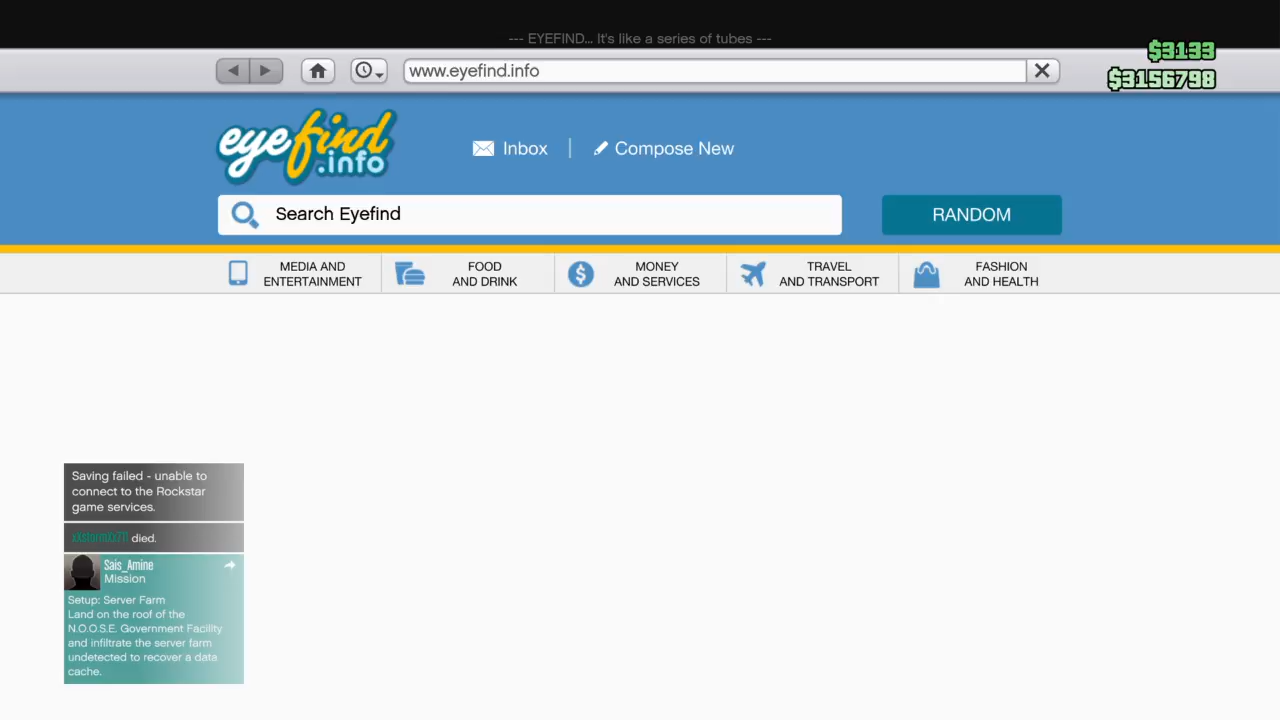 --- EYEFIND... It's like a series of tubes ---
$3133
www.eyefind.info
$3156798
eyefind
.info
Inbox
Compose New
Search Eyefind
RANDOM
MEDIA AND
ENTERTAINMENT
FOOD
AND DRINK
MONEY
AND SERVICES
TRAVEL
AND TRANSPORT
FASHION
AND HEALTH
Saving failed - unable to
connect to the Rockstar
game services.
died.
Sais_Amine
Mission
Setup: Server Farm
Land on the roof of the
N.O.O.S.E. Government Facility
and infiltrate the server farm
undetected to recover a data
cache.